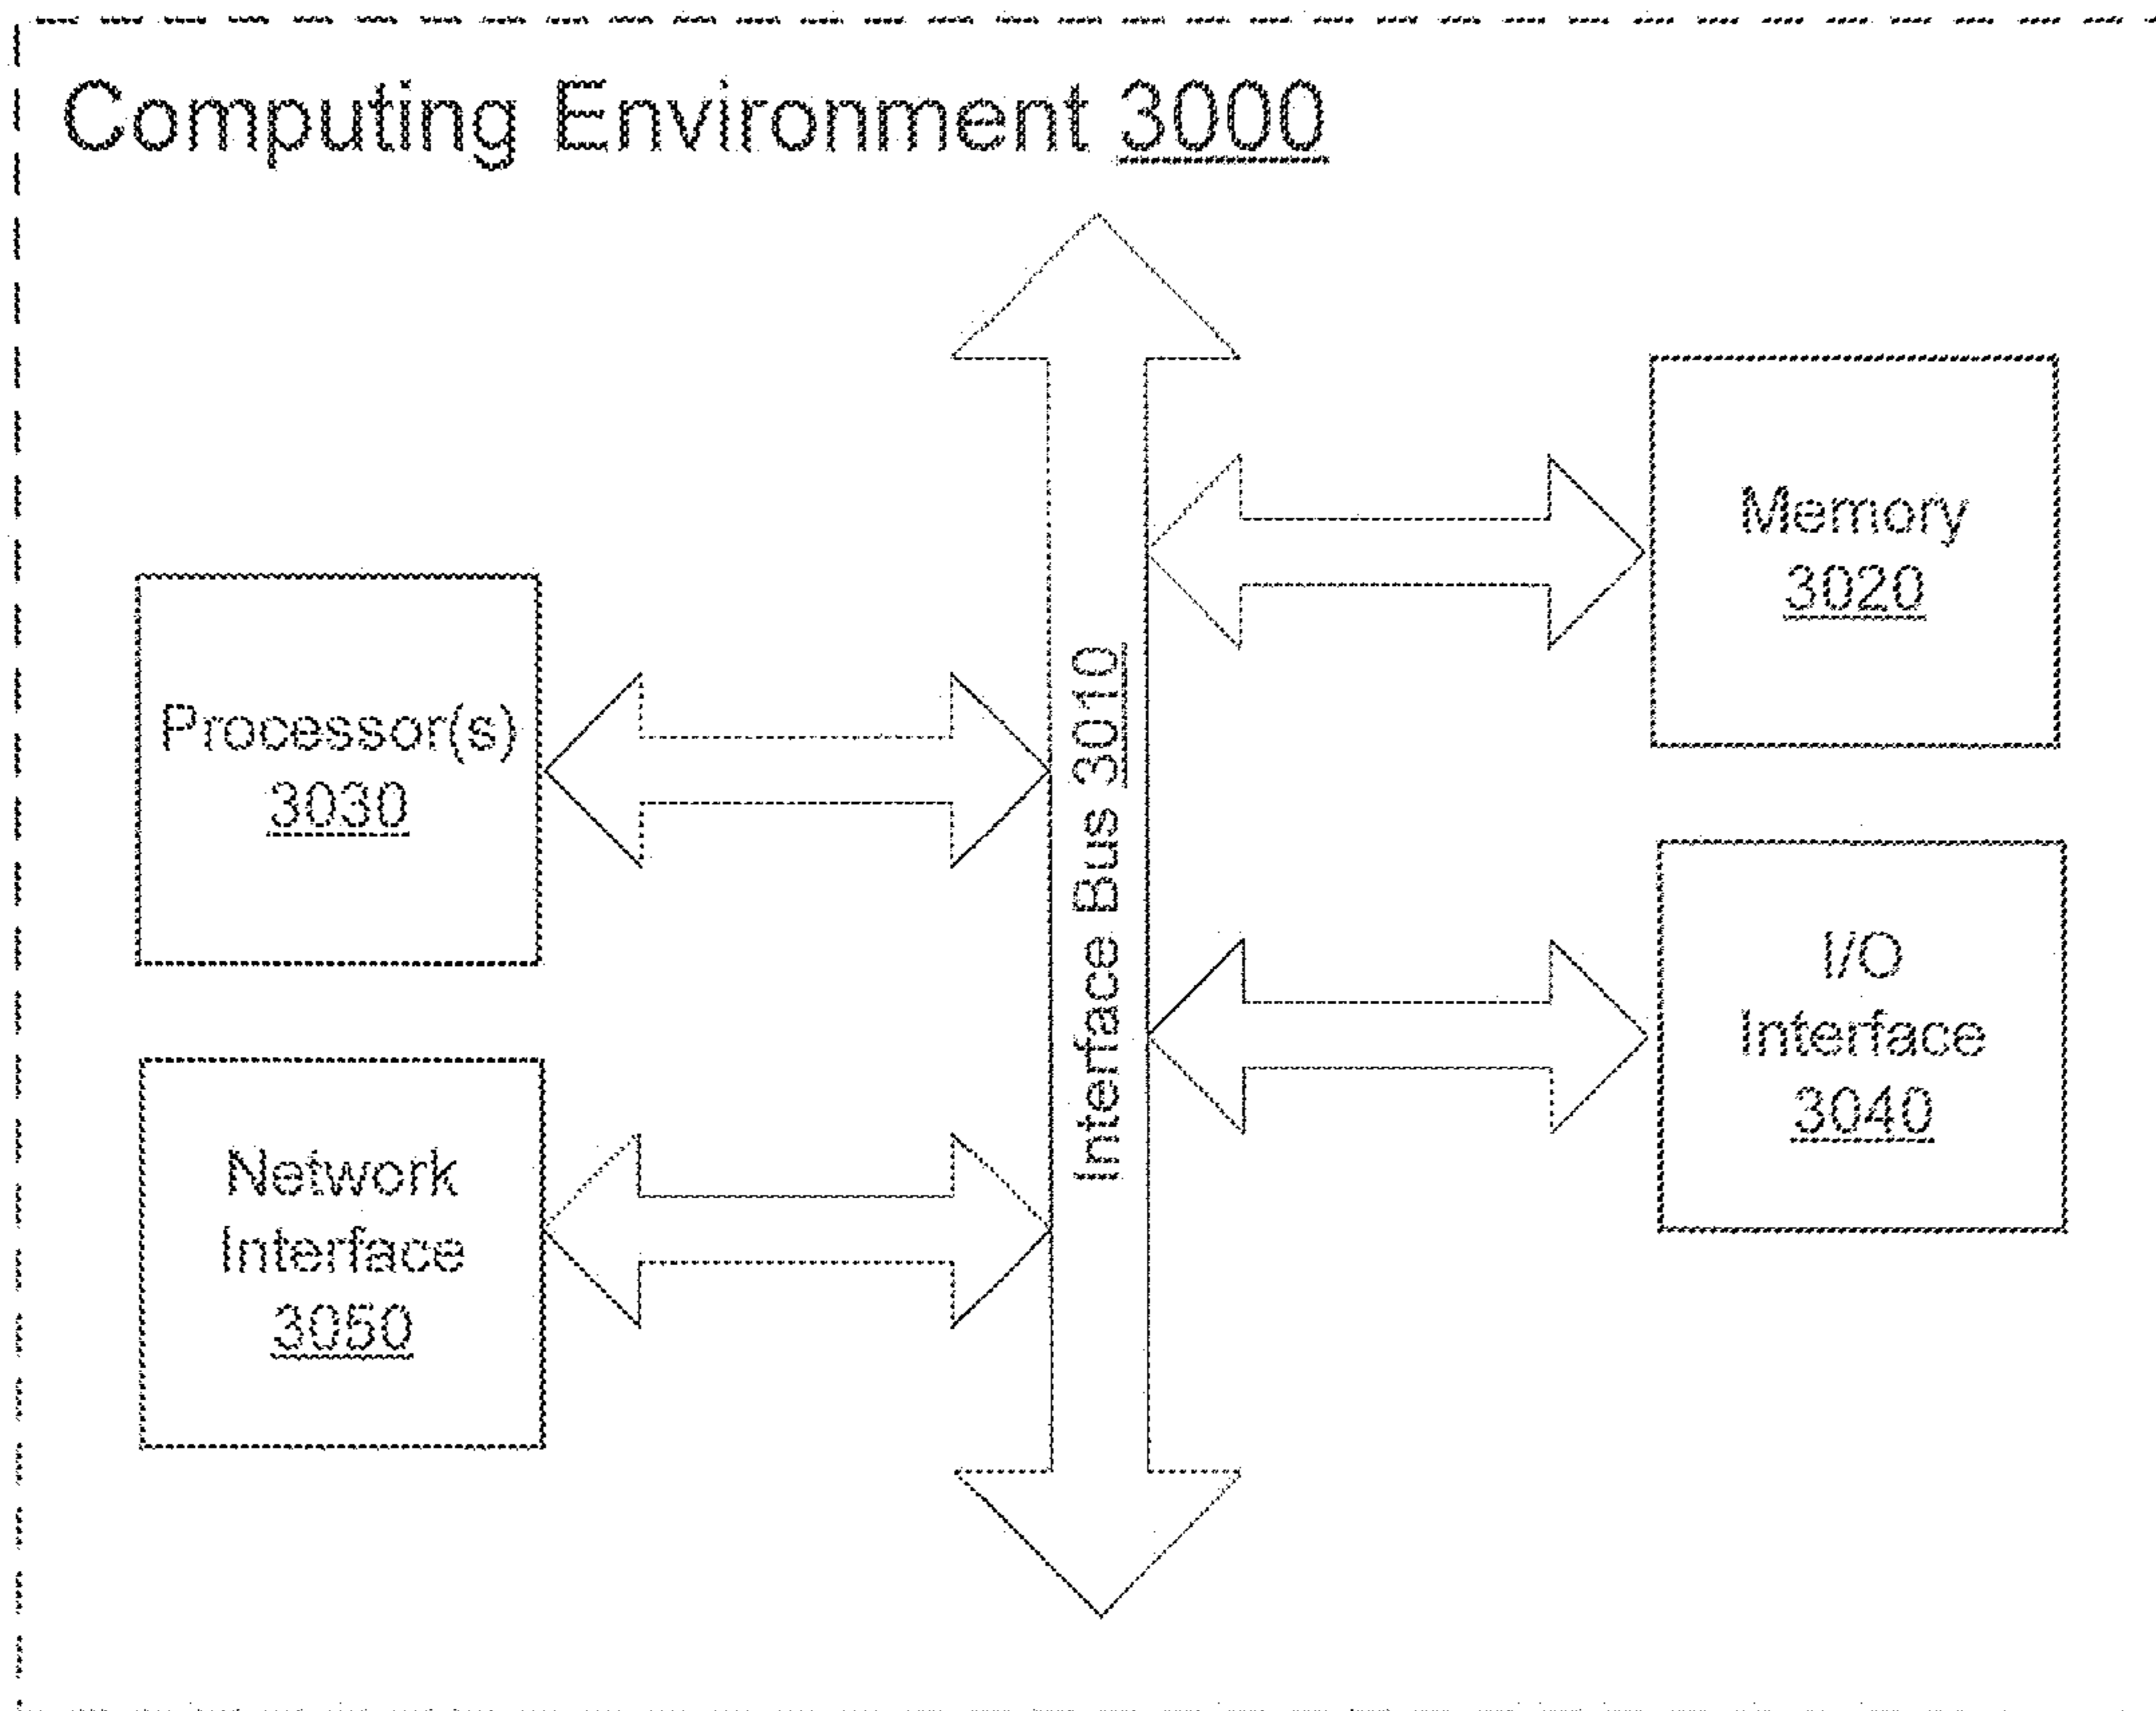 Computing Environment 3000
Memory
3020
Processor(s)
3030
Interface Bus 3010
I/O
Interface
3040
Network
Interface
3050